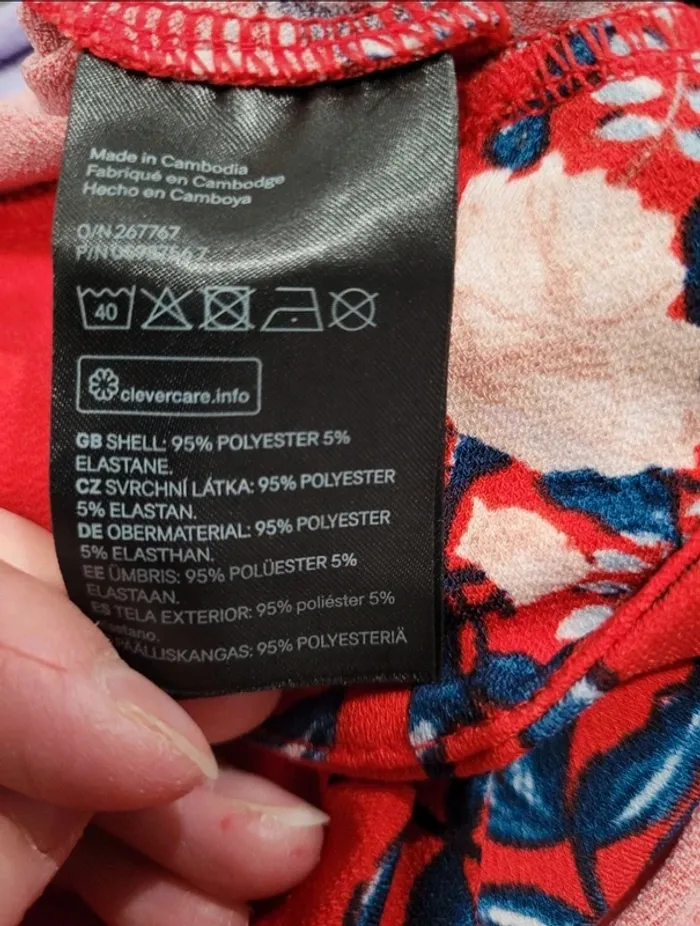 Made in Cambodia
Fabriqué en Cambodge
Hecho en Camboya
O/N 267767
P/N
40
clevercare.info
GB SHELL: 95% POLYESTER 5%
ELASTANE.
CZ SVRCHNÍ LÁTKA: 95% POLYESTER
5% ELASTAN.
DE OBERMATERIAL: 95% POLYESTER
5% ELASTHAN.
EE ÜMBRIS: 95% POLÜESTER 5%
ELASTAAN.
ES TELA EXTERIOR: 95% poliéster 5%
elastano.
PÄÄLLISKANGAS: 95% POLYESTERIÄ